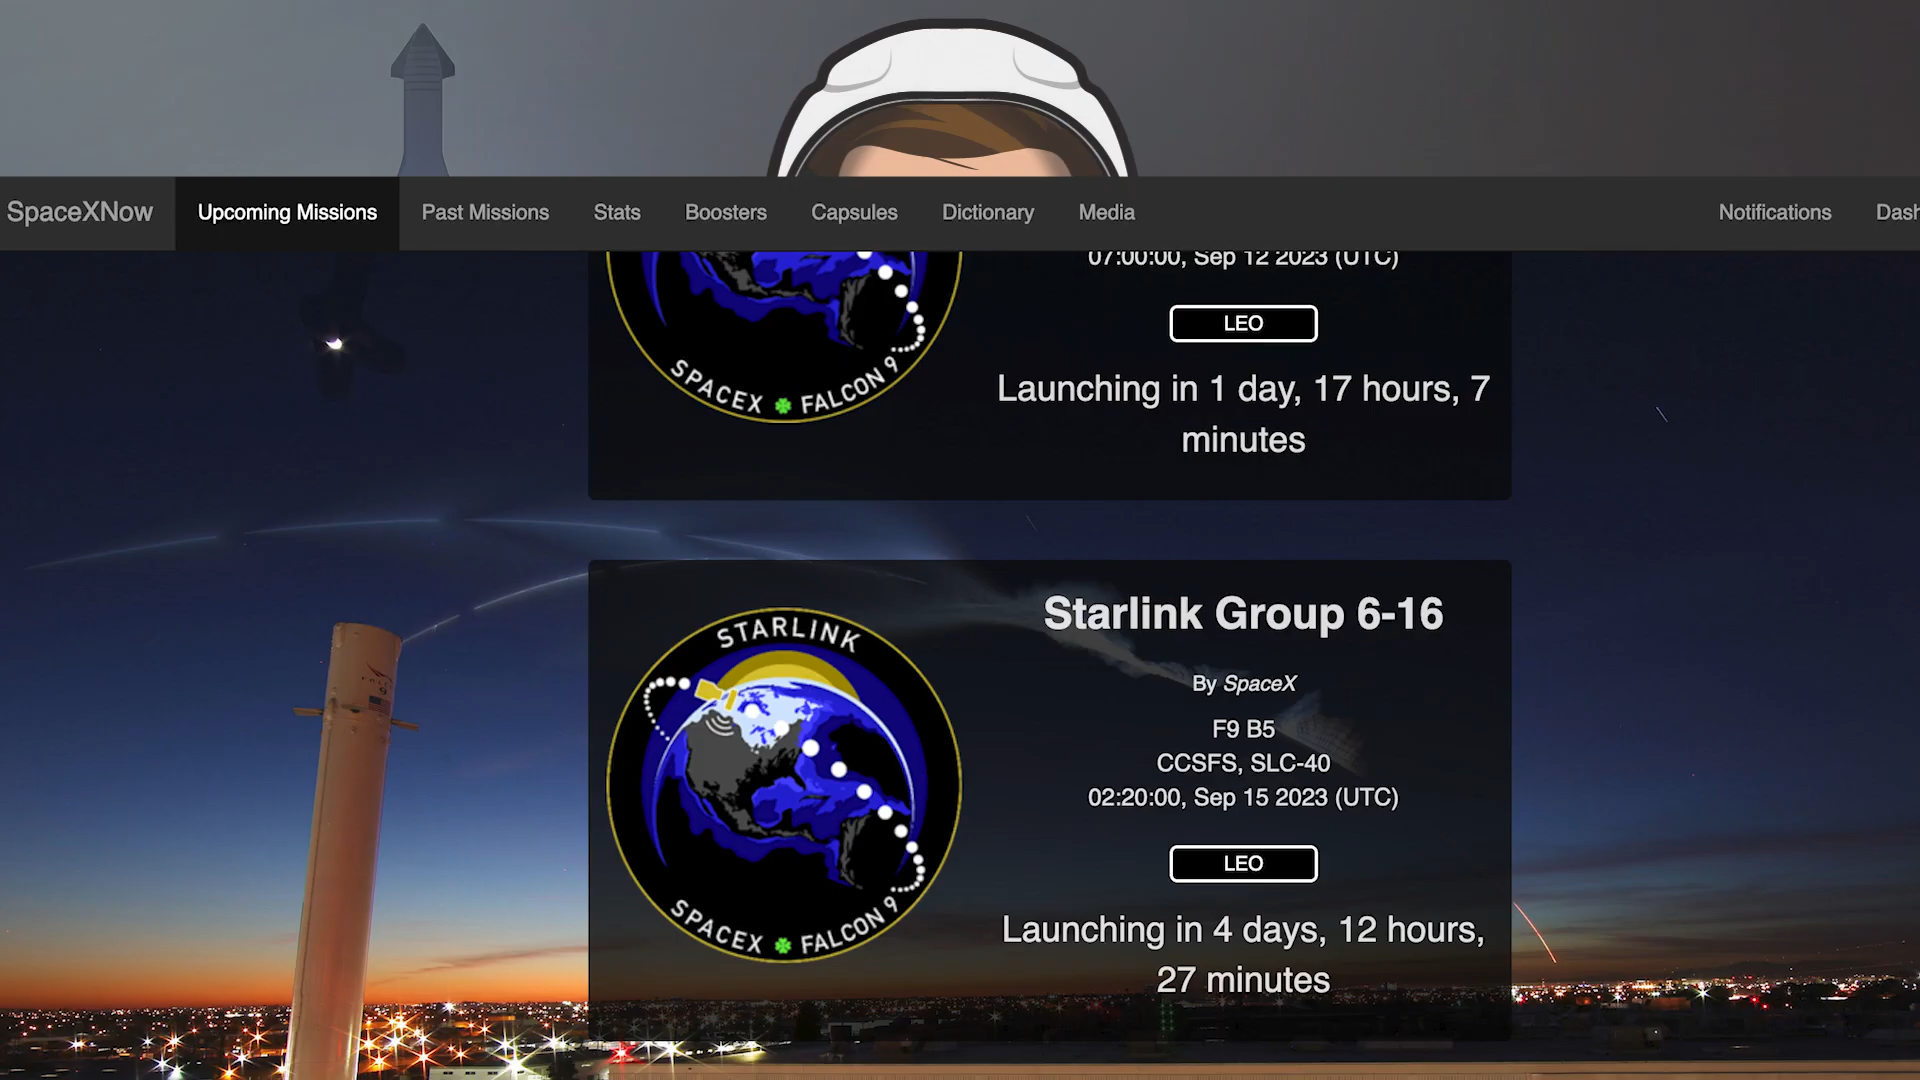 SpaceXNow
Upcoming Missions
Past Missions
Stats
Boosters
Capsules
Dictionary
Media
Notifications
Dash
07:00:00, Sep 12 2023 (UTC)
LEO
Launching in 1 day, 17 hours, 7
minutes
SPACEX FALCON 9
Starlink Group 6-16
By SpaceX
F9 B5
CCSFS, SLC-40
02:20:00, Sep 15 2023 (UTC)
LEO
Launching in 4 days, 12 hours,
27 minutes
STARLINK
SPACEX FALCON 9